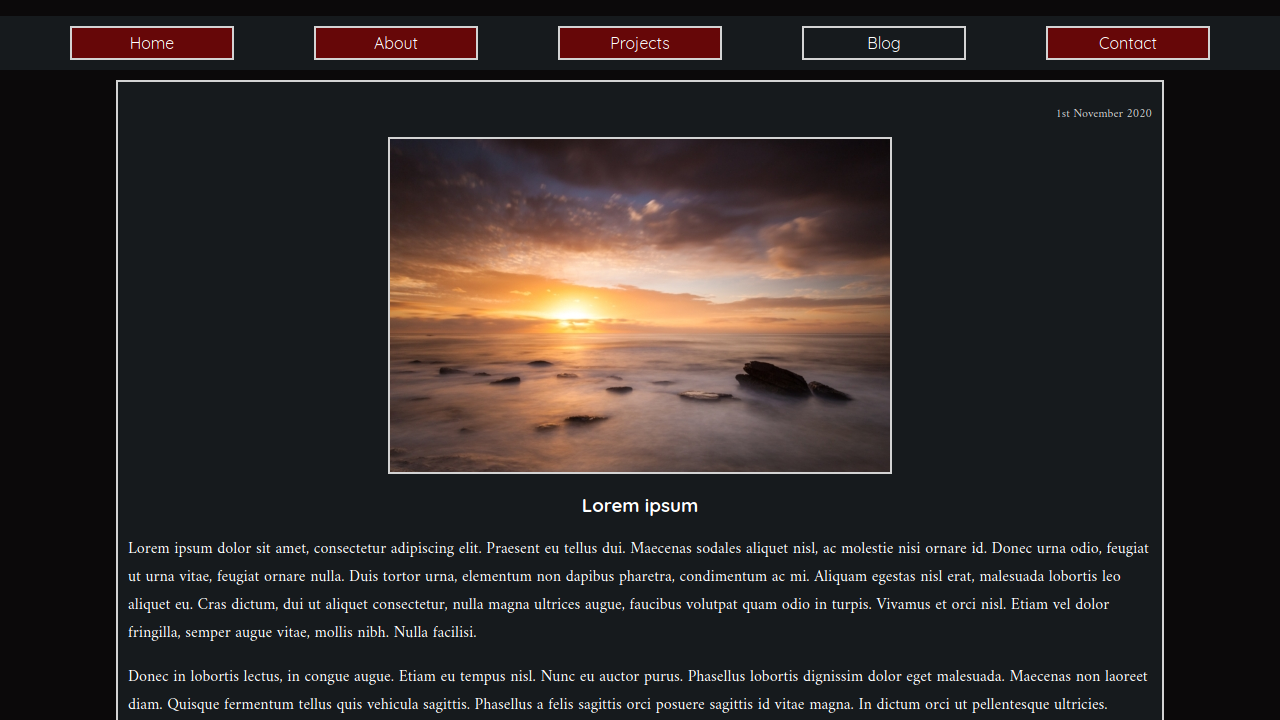 Home About Projects Blog Contact
1st November 2020
Lorem ipsum
Lorem ipsum dolor sit amet, consectetur adipiscing elit. Praesent eu tellus dui. Maecenas sodales aliquet nisl, ac molestie nisi ornare id. Donec urna odio, feugiat
ut urna vitae, feugiat ornare nulla. Duis tortor urna, elementum non dapibus pharetra, condimentum ac mi. Aliquam egestas nisl erat, malesuada lobortis leo
aliquet eu. Cras dictum, dui ut aliquet consectetur, nulla magna ultrices augue, faucibus volutpat quam odio in turpis. Vivamus et orci nisl. Etiam vel dolor
fringilla, semper augue vitae, mollis nibh. Nulla facilisi.
Donec in lobortis lectus, in congue augue. Etiam eu tempus nisl. Nunc eu auctor purus. Phasellus lobortis dignissim dolor eget malesuada. Maecenas non laoreet
diam. Quisque fermentum tellus quis vehicula sagittis. Phasellus a felis sagittis orci posuere sagittis id vitae magna. In dictum orci ut pellentesque ultricies.